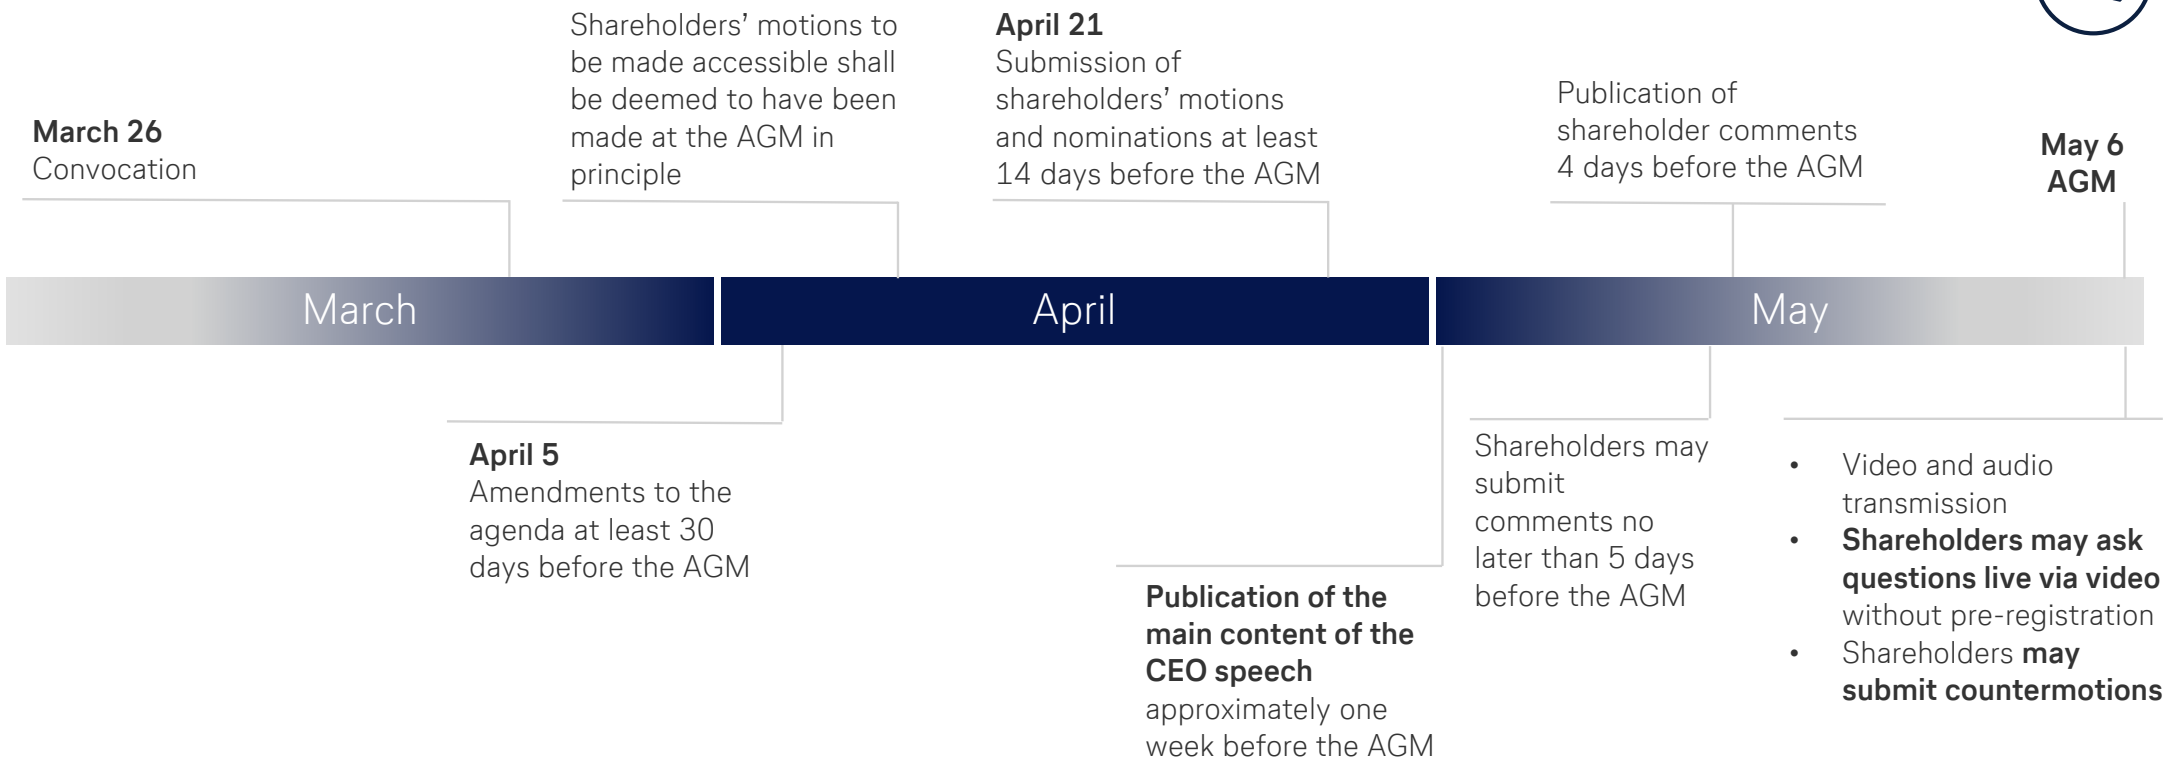 March 26
Convocation
Shareholders’ motions to
be made accessible shall
be deemed to have been
made at the AGM in
principle
April 21
Submission of
shareholders’ motions
and nominations at least
14 days before the AGM
Publication of
shareholder comments
4 days before the AGM
May 6
AGM
March
April
May
April 5
Amendments to the
agenda at least 30
days before the AGM
Publication of the
main content of the
CEO speech
approximately one
week before the AGM
Shareholders may
submit
comments no
later than 5 days
before the AGM
• Video and audio
transmission
• Shareholders may ask
questions live via video
without pre-registration
• Shareholders may
submit countermotions